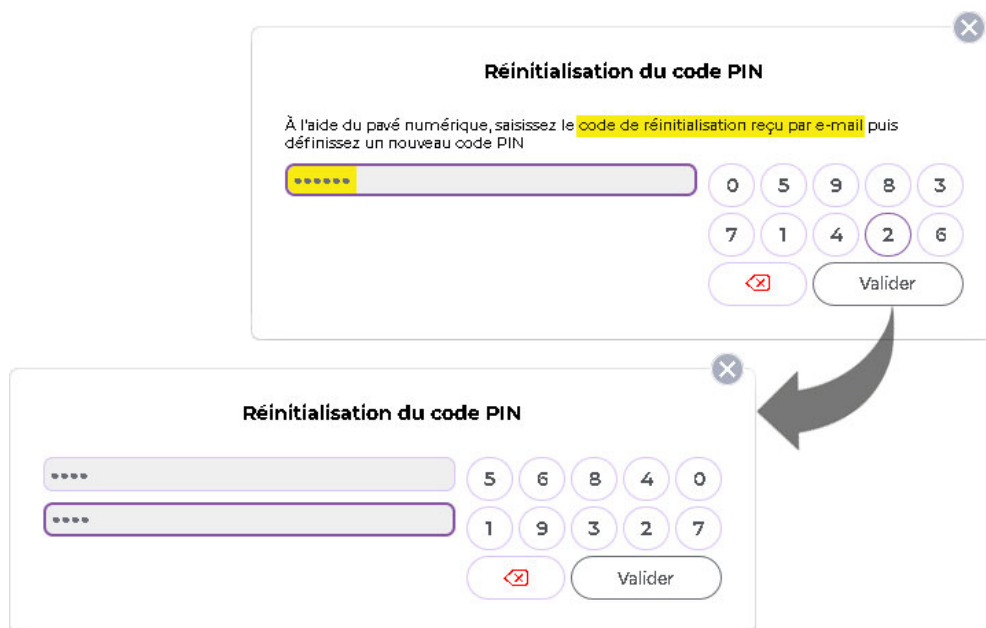 Réinitialisation du code PIN
À l'aide du pavé numérique, saisissez le code de réinitialisation reçu par e-mail puis
définissez un nouveau code PIN
••••••
0 5 9 8 3
7 1 4 2 6
Valider
Réinitialisation du code PIN
••••
5 6 8 4 0
••••
1 9 3 2 7
Valider